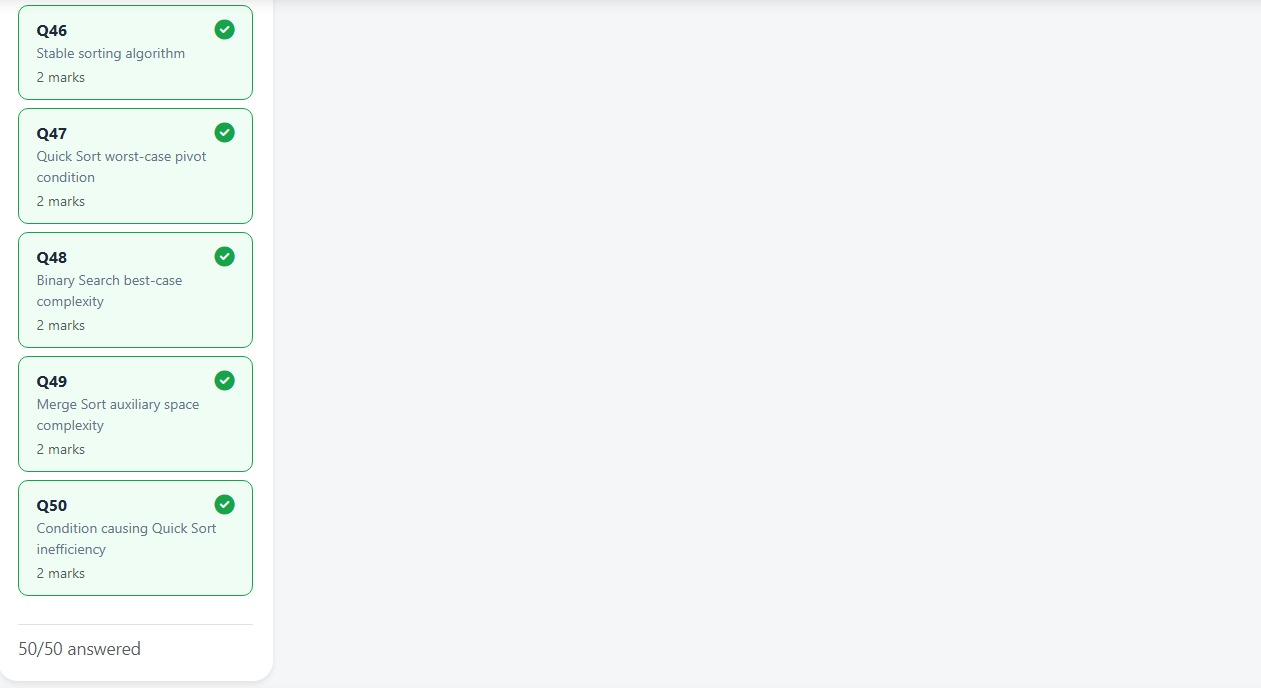 Q46
Stable sorting algorithm
2 marks
Q47
Quick Sort worst-case pivot
condition
2 marks
Q48
Binary Search best-case
complexity
2 marks
Q49
Merge Sort auxiliary space
complexity
2 marks
Q50
Condition causing Quick Sort
inefficiency
2 marks
50/50 answered